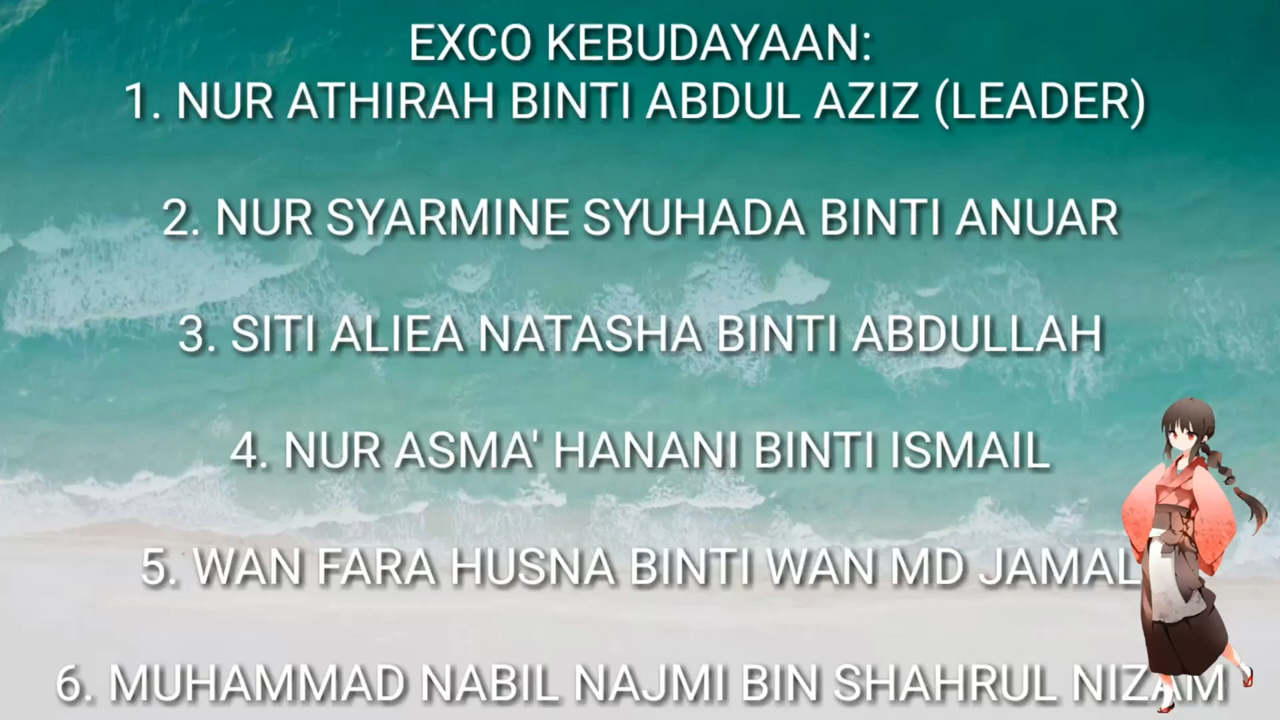 EXCO KEBUDAYAAN:
1. NUR ATHIRAH BINTI ABDUL AZIZ (LEADER)
2. NUR SYARMINE SYUHADA BINTI ANUAR
3. SITI ALIEA NATASHA BINTI ABDULLAH
4. NUR ASMA' HANANI BINTI ISMAIL
5. WAN FARA HUSNA BINTI WAN MD JAMAL
6. MUHAMMAD NABIL NAJMI BIN SHAHRUL NIZAM